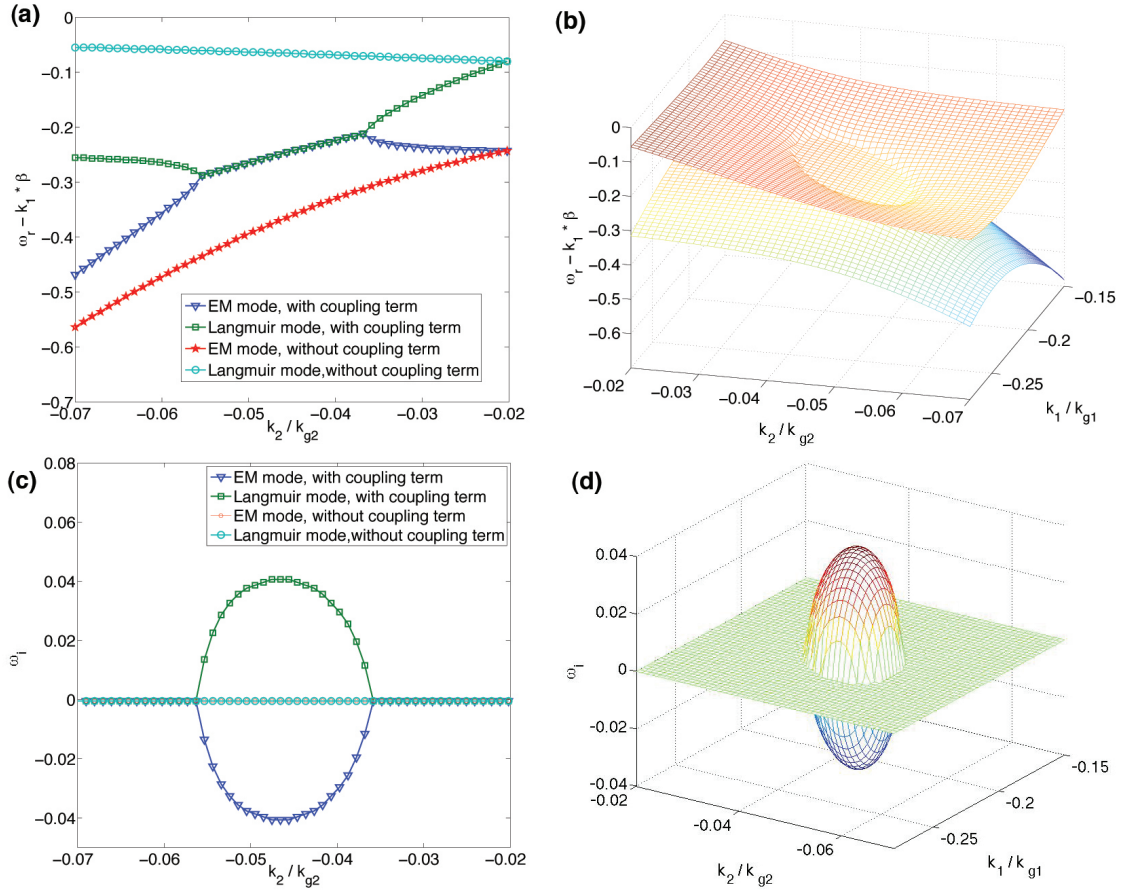 (a)
0
-0.1
-0.2
-0.3
-0.4
-0.5
-0.6
-0.7
ω_r – k_1 * β
EM mode, with coupling term
Langmuir mode, with coupling term
EM mode, without coupling term
Langmuir mode,without coupling term
-0.07 -0.06 -0.05 -0.04 -0.03 -0.02
k_2 / k_g2
(b)
0
-0.1
-0.2
-0.3
-0.4
-0.5
-0.6
ω_r – k_1 * β
-0.02 -0.03 -0.04 -0.05 -0.06 -0.07
k_2 / k_g2
-0.15
-0.2
-0.25
k_1 / k_g1
(c)
0.08
0.06
0.04
0.02
0
-0.02
-0.04
ω_i
EM mode, with coupling term
Langmuir mode, with coupling term
EM mode, without coupling term
Langmuir mode,without coupling term
-0.07 -0.06 -0.05 -0.04 -0.03 -0.02
k_2 / k_g2
(d)
0.04
0.02
0
-0.02
-0.04
ω_i
-0.02 -0.04 -0.06
k_2 / k_g2
-0.15
-0.2
-0.25
k_1 / k_g1